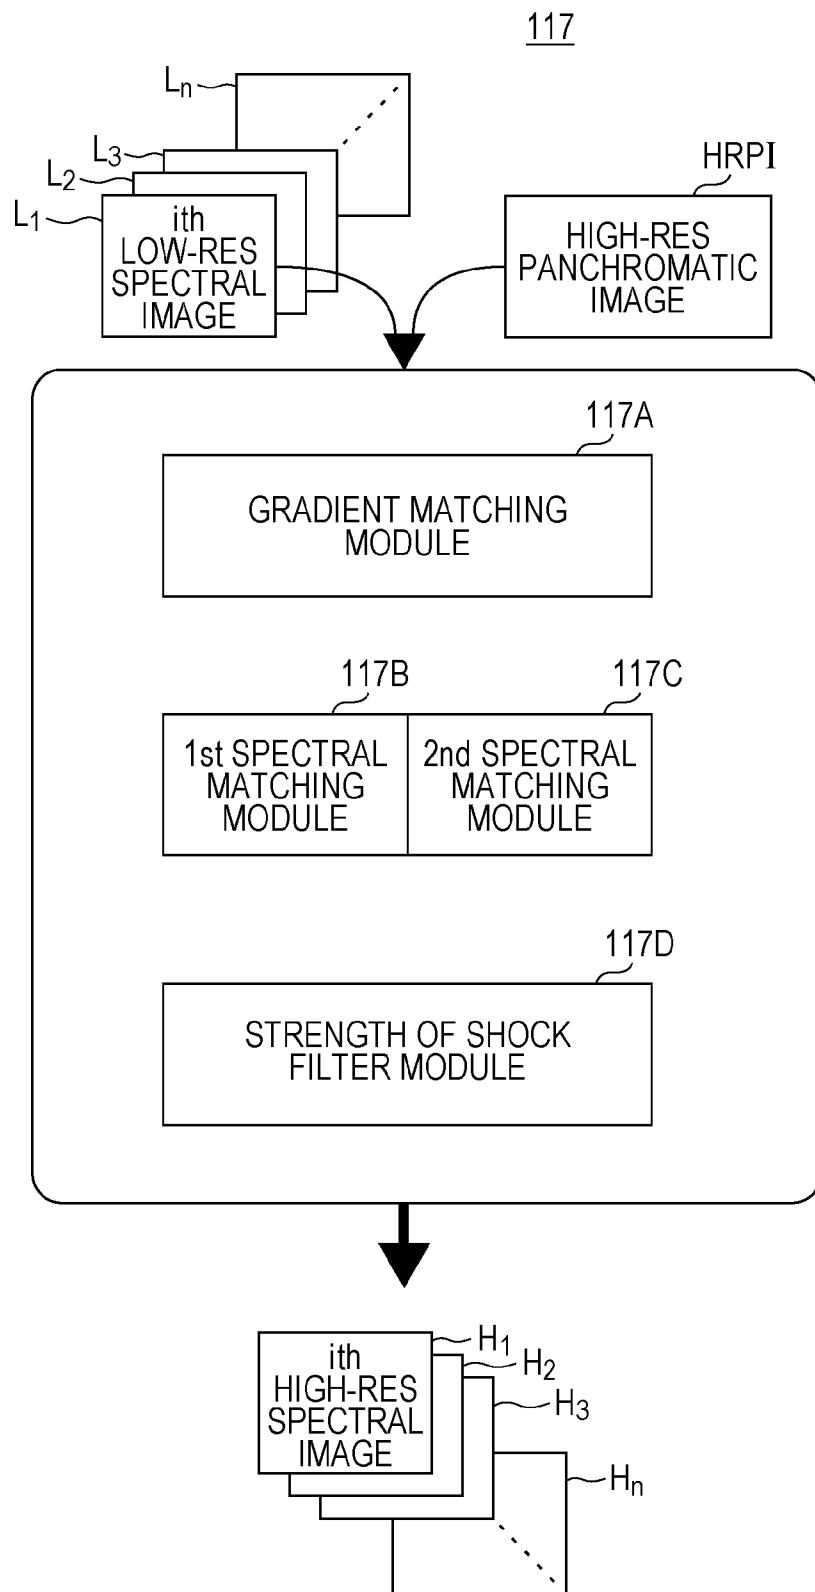 117
Ln
L3
L2
L1
ith
LOW-RES
SPECTRAL
IMAGE
HRPI
HIGH-RES
PANCHROMATIC
IMAGE
117A
GRADIENT MATCHING
MODULE
117B
1st SPECTRAL
MATCHING
MODULE
117C
2nd SPECTRAL
MATCHING
MODULE
117D
STRENGTH OF SHOCK
FILTER MODULE
ith
HIGH-RES
SPECTRAL
IMAGE
H1
H2
H3
Hn